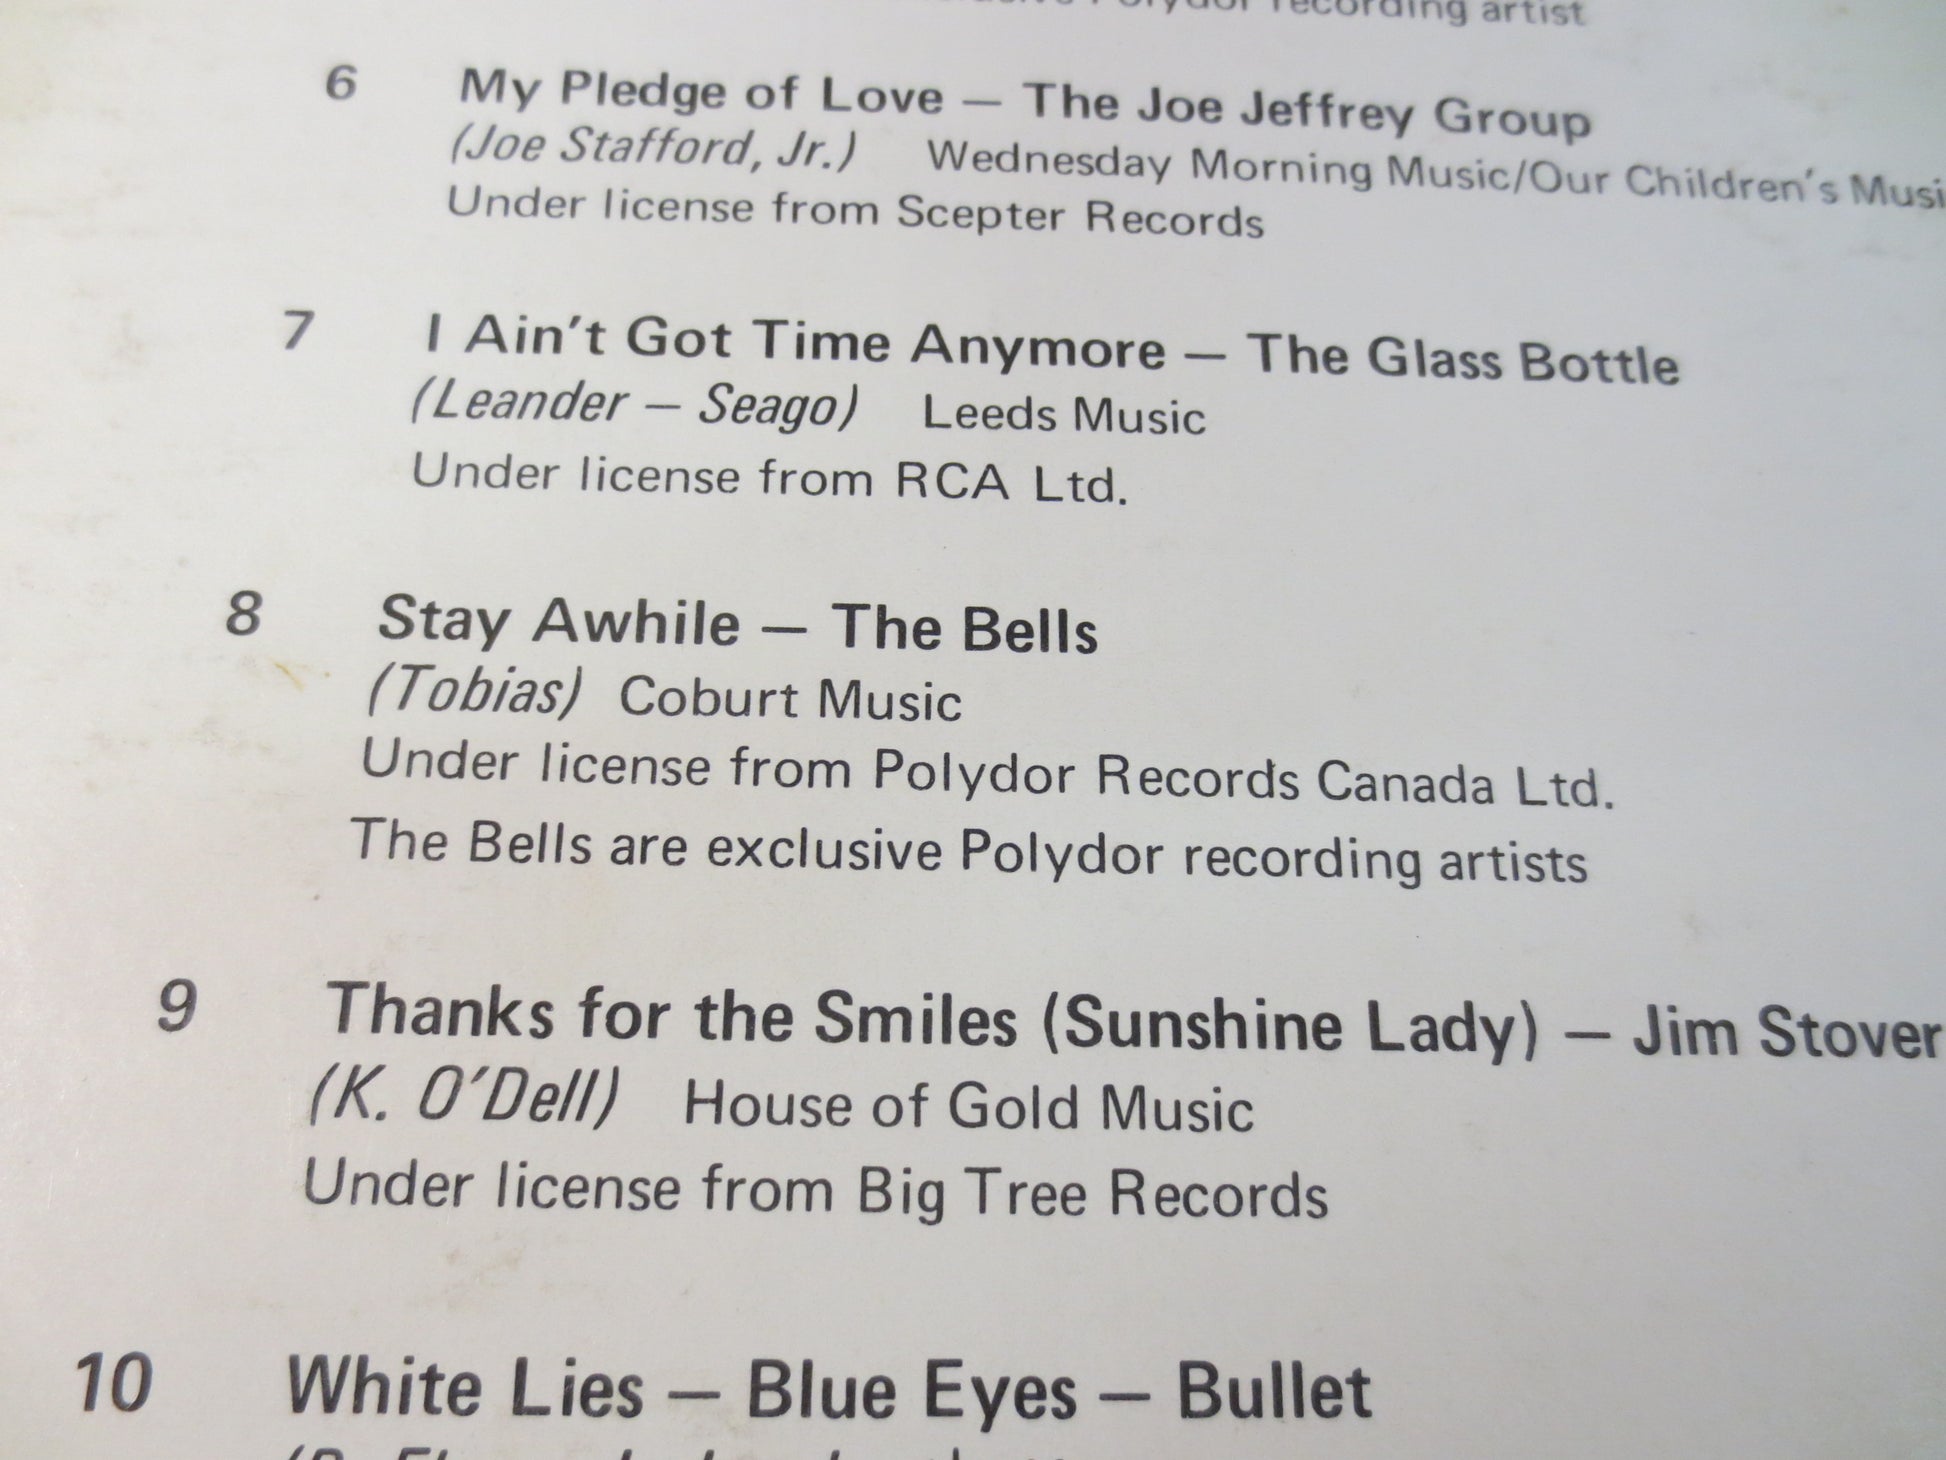 Polydor recording artist
6 My Pledge of Love — The Joe Jeffrey Group
(Joe Stafford, Jr.) Wednesday Morning Music/Our Children's
Under license from Scepter Records
7 I Ain't Got Time Anymore — The Glass Bottle
(Leander — Seago) Leeds Music
Under license from RCA Ltd.
8 Stay Awhile — The Bells
(Tobias) Coburt Music
Under license from Polydor Records Canada Ltd.
The Bells are exclusive Polydor recording artists
9 Thanks for the Smiles (Sunshine Lady) — Jim Stover
(K. O'Dell) House of Gold Music
Under license from Big Tree Records
10 White Lies — Blue Eyes — Bullet